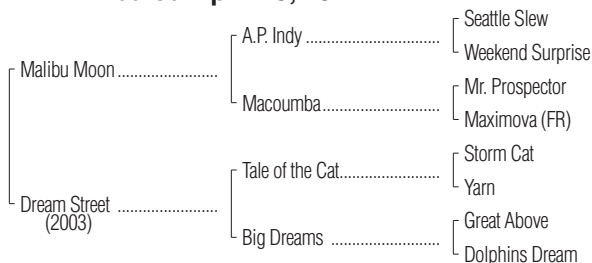 Seattle Slew
A.P. Indy
Weekend Surprise
Malibu Moon
Mr. Prospector
Macoumba
Maximova (FR)
Storm Cat
Tale of the Cat
Yarn
Dream Street
(2003)
Great Above
Big Dreams
Dolphins Dream